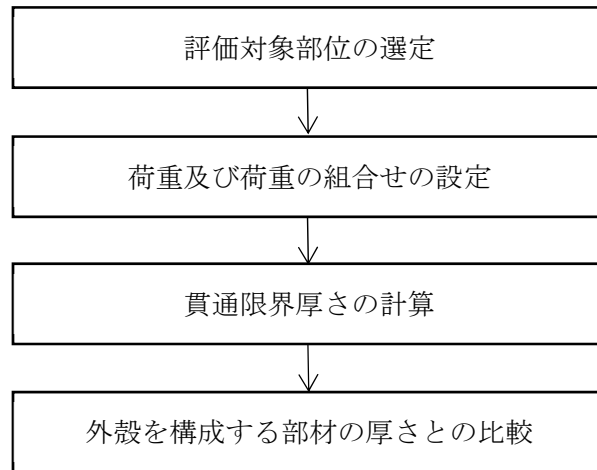 評価対象部位の選定
荷重及び荷重の組合せの設定
貫通限界厚さの計算
外殻を構成する部材の厚さとの比較